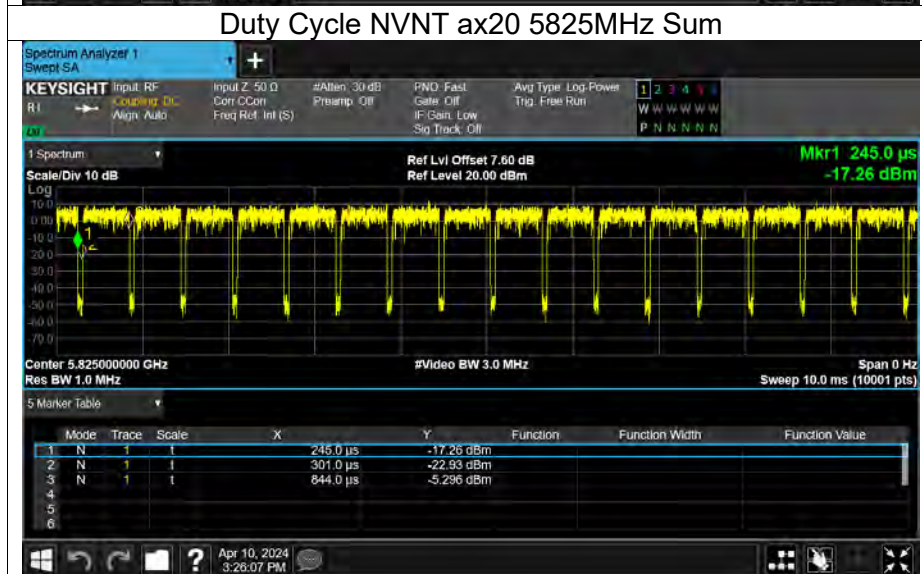 Duty Cycle NVNT ax20 5825MHz Sum
Spectrum Analyzer 1
Swept SA
+
KEYSIGHT Input: RF Input Z: 50 Ω #Atten: 30 dB PNO: Fast Avg Type: Log-Power 1 2 3 4 5 6
Coupling: DC Corr CCorr Preamp: Off Gate: Off Trig: Free Run W W W W W W
Align: Auto Freq Ref: Int (S) IF Gain: Low
Sig Track: Off P N N N N N
1 Spectrum Ref Lvl Offset 7.60 dB Mkr1 245.0 µs
Scale/Div 10 dB Ref Level 20.00 dBm -17.26 dBm
Log
10.0
0.00
-10.0
-20.0
-30.0
-40.0
-50.0
-60.0
-70.0
1
2
Center 5.825000000 GHz #Video BW 3.0 MHz Span 0 Hz
Res BW 1.0 MHz Sweep 10.0 ms (10001 pts)
5 Marker Table
Mode Trace Scale X Y Function Function Width Function Value
1 N 1 t 245.0 µs -17.26 dBm
2 N 1 t 301.0 µs -22.93 dBm
3 N 1 t 844.0 µs -5.296 dBm
4
5
6
? Apr 10, 2024
3:26:07 PM